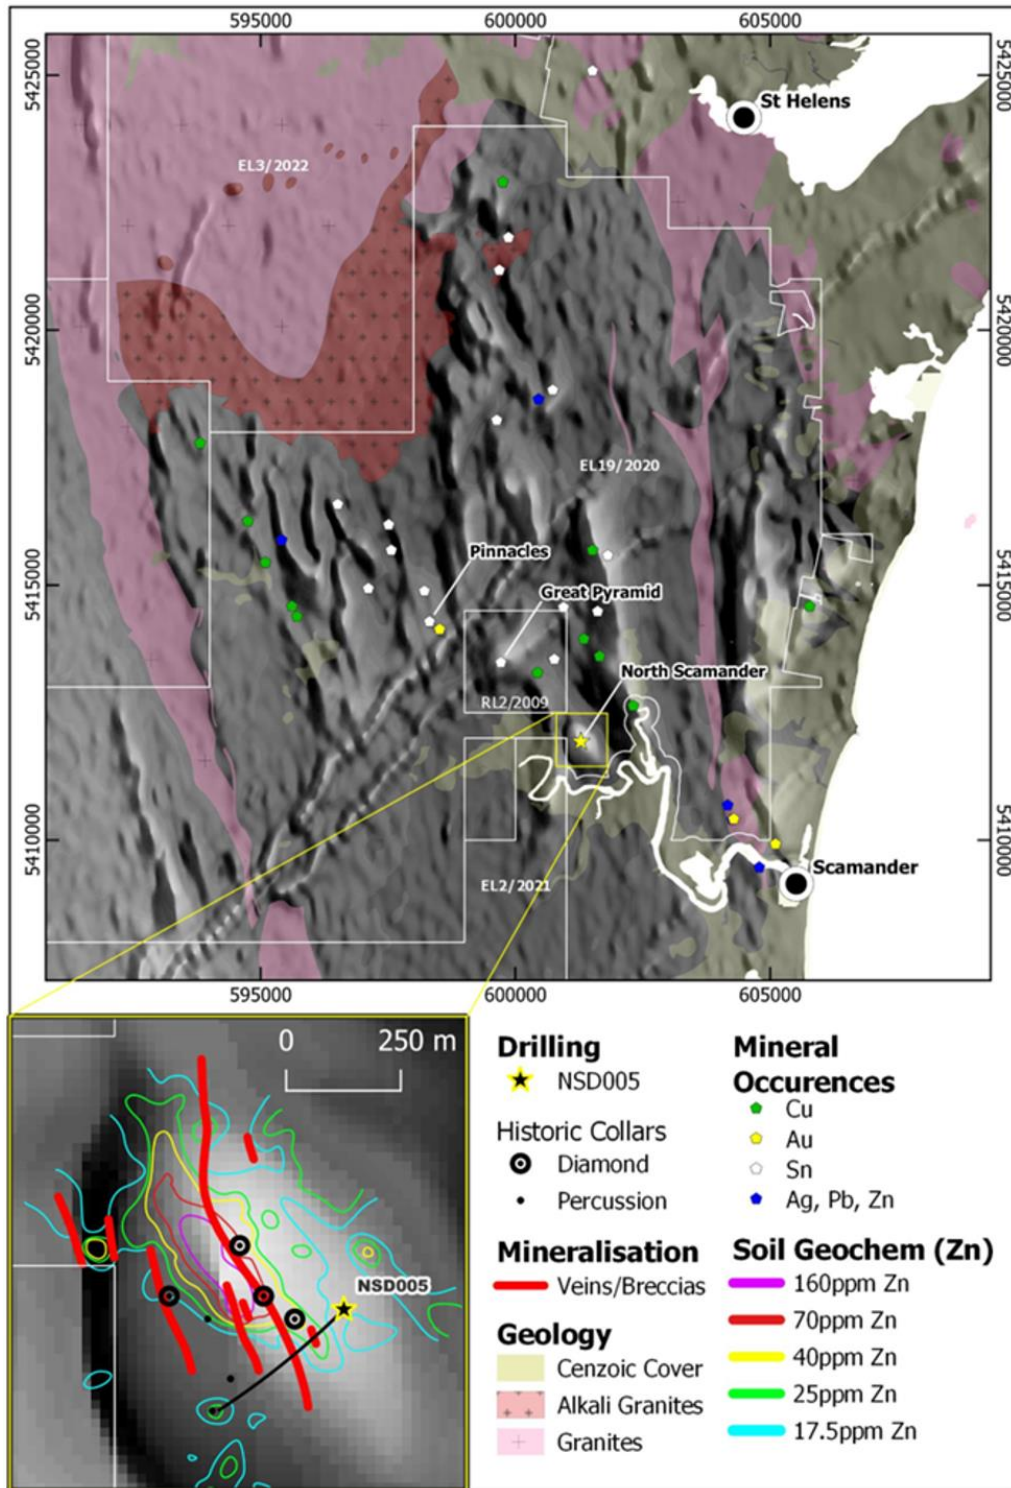 595000
600000
605000
5425000
5425000
St Helens
EL3/2022
5420000
5420000
EL19/2020
Pinnacles
5415000
5415000
Great Pyramid
North Scamander
RL2/2009
5410000
5410000
Scamander
EL2/2021
595000
600000
605000
0 250 m
NSD005
Drilling
NSD005
Historic Collars
Diamond
Percussion
Mineralisation
Veins/Breccias
Geology
Cenzoic Cover
Alkali Granites
Granites
Mineral
Occurences
Cu
Au
Sn
Ag, Pb, Zn
Soil Geochem (Zn)
160ppm Zn
70ppm Zn
40ppm Zn
25ppm Zn
17.5ppm Zn